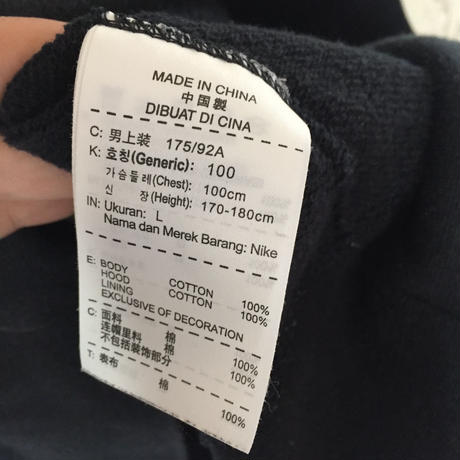 MADE IN CHINA
中国製
DIBUAT DI CINA
C: 男上装 175/92A
K: 호칭(Generic): 100
가슴둘레(Chest): 100cm
신 장(Height): 170-180cm
IN: Ukuran: L
Nama dan Merek Barang: Nike
E: BODY COTTON 100%
HOOD COTTON 100%
LINING
EXCLUSIVE OF DECORATION
C: 面料 棉 100%
连帽里料 棉 100%
不包括装饰部分
T: 表布 棉 100%